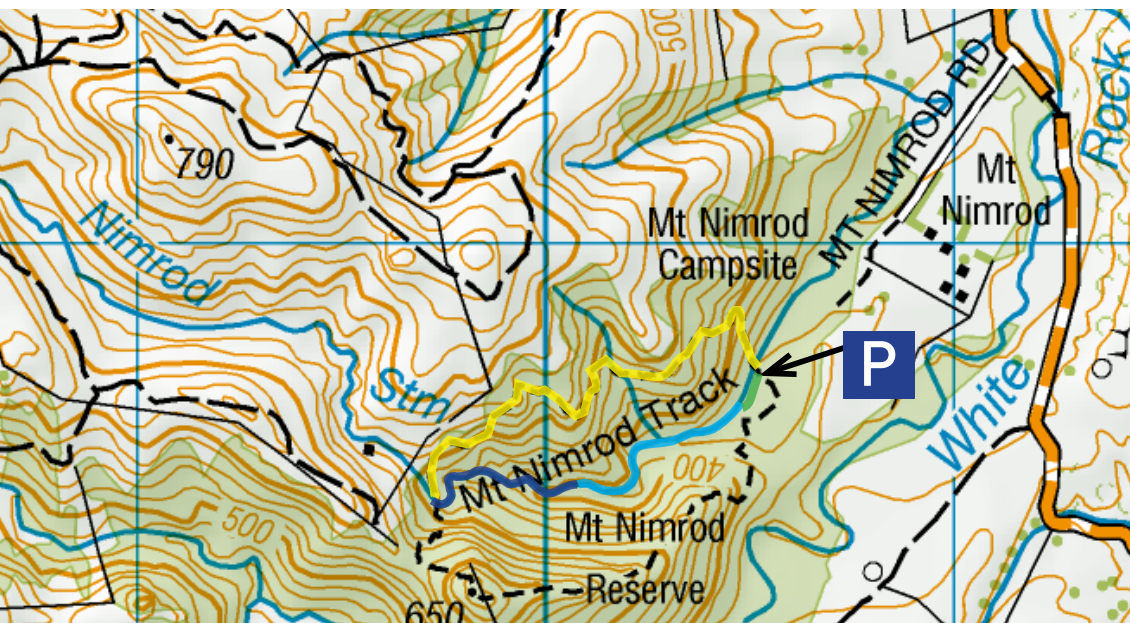 500
MT NIMROD RD
Rock
790
Mt
Nimrod
Mt Nimrod
Campsite
Nimrod
Stm
P
Mt Nimrod Track
White
400
500
Mt Nimrod
Reserve
650